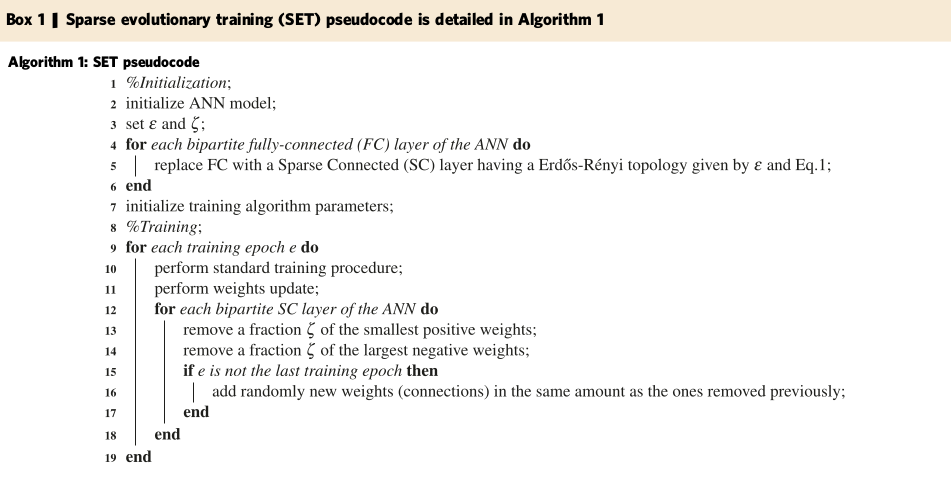 Box 1 | Sparse evolutionary training (SET) pseudocode is detailed in Algorithm 1
Algorithm 1: SET pseudocode
1 %Initialization;
2 initialize ANN model;
3 set ε and ζ;
4 for each bipartite fully-connected (FC) layer of the ANN do
5 replace FC with a Sparse Connected (SC) layer having a Erdős-Rényi topology given by ε and Eq.1;
6 end
7 initialize training algorithm parameters;
8 %Training;
9 for each training epoch e do
10 perform standard training procedure;
11 perform weights update;
12 for each bipartite SC layer of the ANN do
13 remove a fraction ζ of the smallest positive weights;
14 remove a fraction ζ of the largest negative weights;
15 if e is not the last training epoch then
16 add randomly new weights (connections) in the same amount as the ones removed previously;
17 end
18 end
19 end